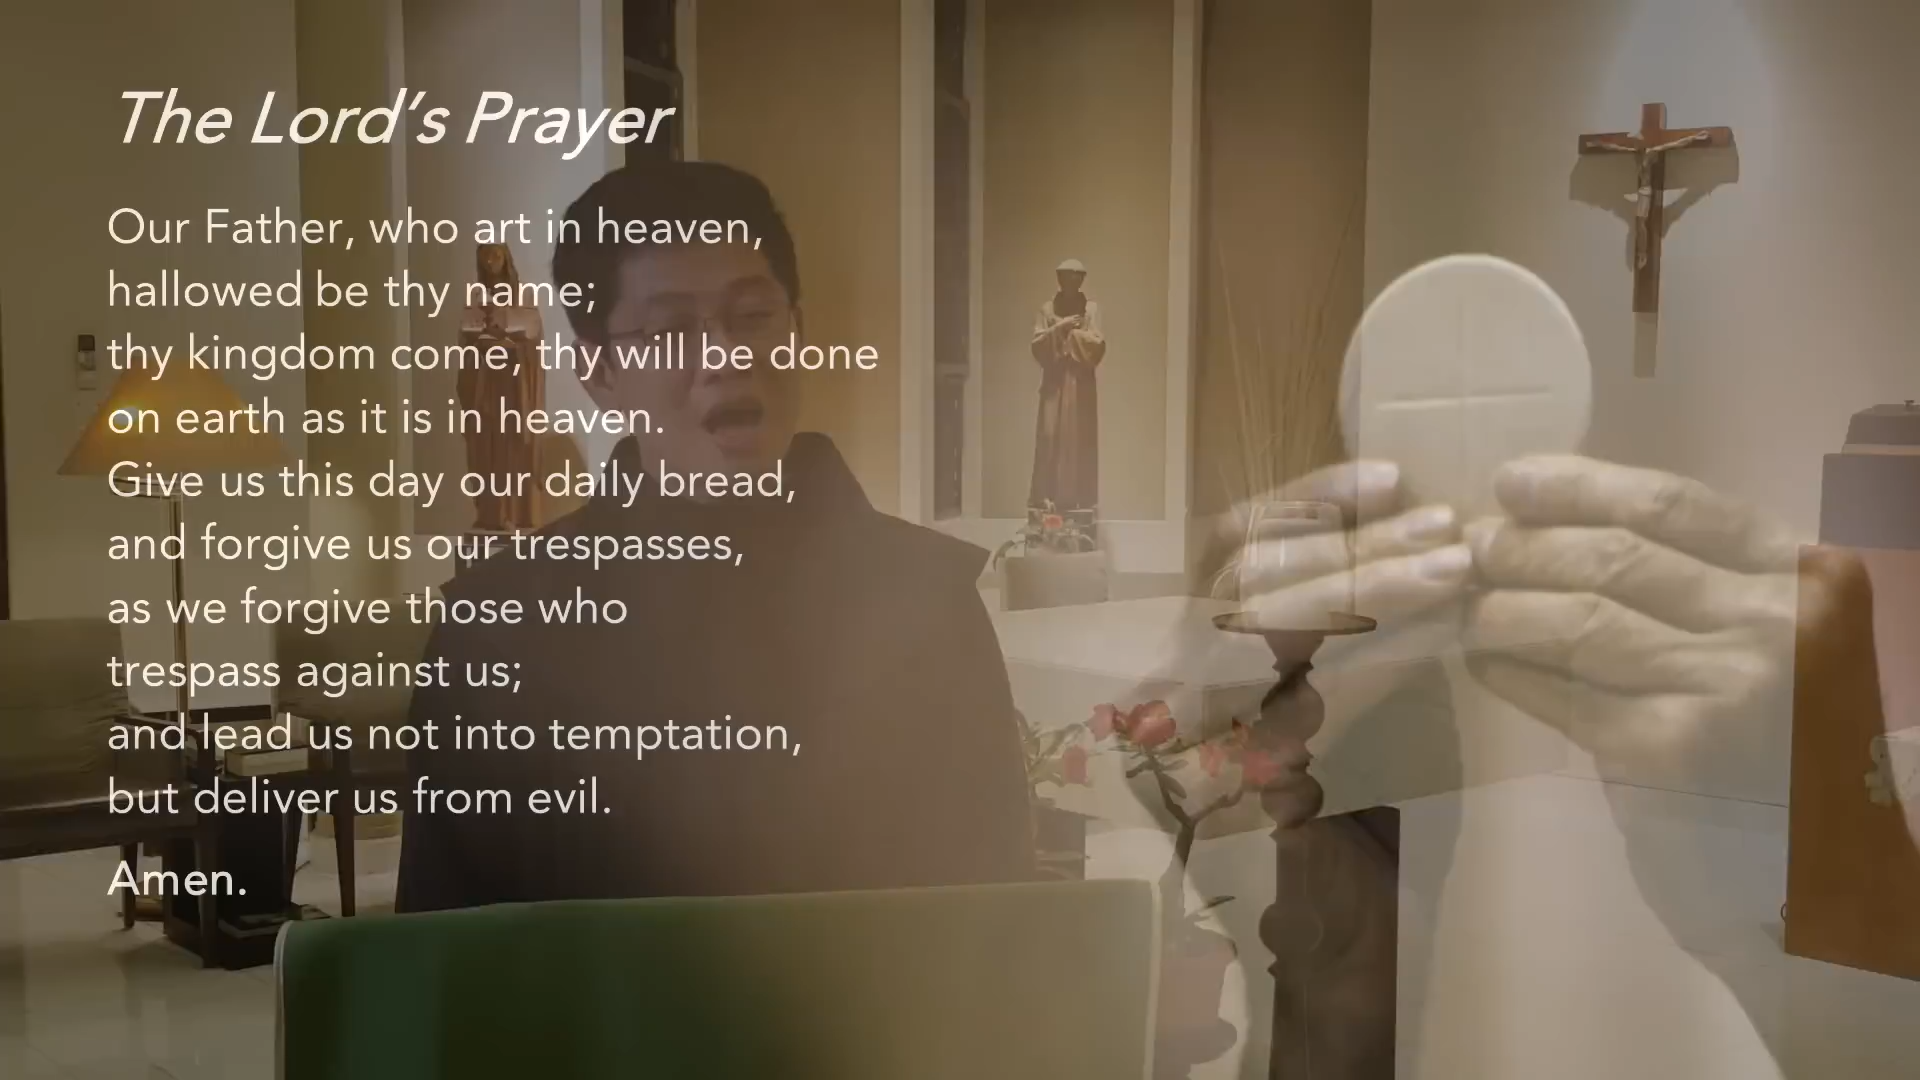 The Lord's Prayer
Our Father, who art in heaven,
hallowed be thy name;
thy kingdom come, thy will be done
on earth as it is in heaven.
Give us this day our daily bread,
and forgive us our trespasses,
as we forgive those who
trespass against us;
and lead us not into temptation,
but deliver us from evil.
Amen.